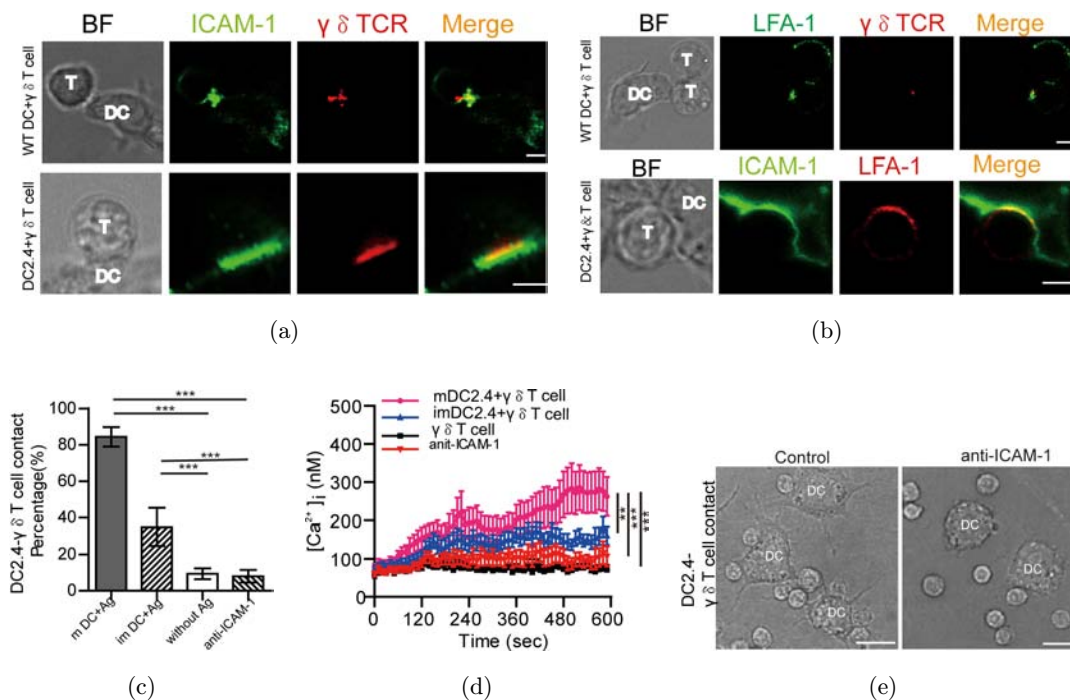 BF ICAM-1 γ δ TCR Merge
WT DC+γ δ T cell
T
DC
DC2.4+γ δ T cell
T
DC
(a)
BF LFA-1 γ δ TCR Merge
WT DC+γ δ T cell
T
DC T
BF ICAM-1 LFA-1 Merge
DC2.4+γ & T cell
DC
T
(b)
DC2.4-γ δ T cell contact
Percentage(%)
100
80
60
40
20
0
***
***
***
***
m DC+Ag
im DC+Ag
without Ag
anti-ICAM-1
(c)
[Ca²⁺]i (nM)
500
400
300
200
100
0
mDC2.4+γ δ T cell
imDC2.4+γ δ T cell
γ δ T cell
anit-ICAM-1
**
***
***
0 120 240 360 480 600
Time (sec)
(d)
Control anti-ICAM-1
DC2.4-
γ δ T cell contact
DC
DC
DC
DC
DC
(e)